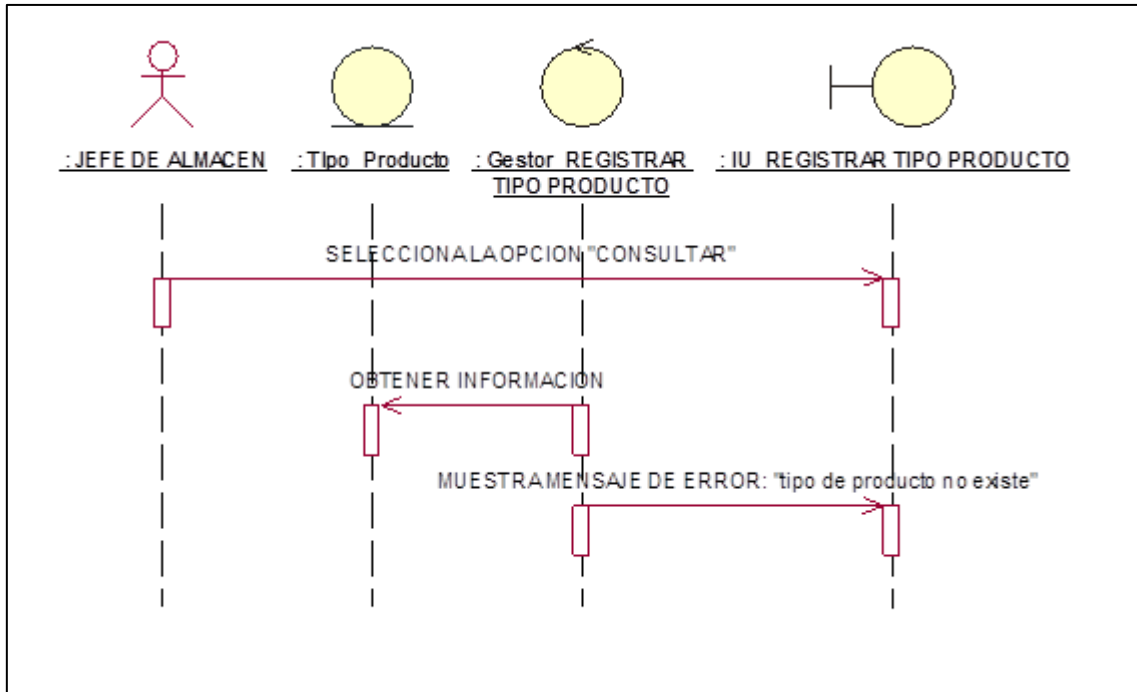 : JEFE DE ALMACEN
: TIpo Producto
: Gestor REGISTRAR
TIPO PRODUCTO
: IU REGISTRAR TIPO PRODUCTO
SELECCIONA LA OPCION "CONSULTAR"
OBTENER INFORMACION
MUESTRA MENSAJE DE ERROR: "tipo de producto no existe"